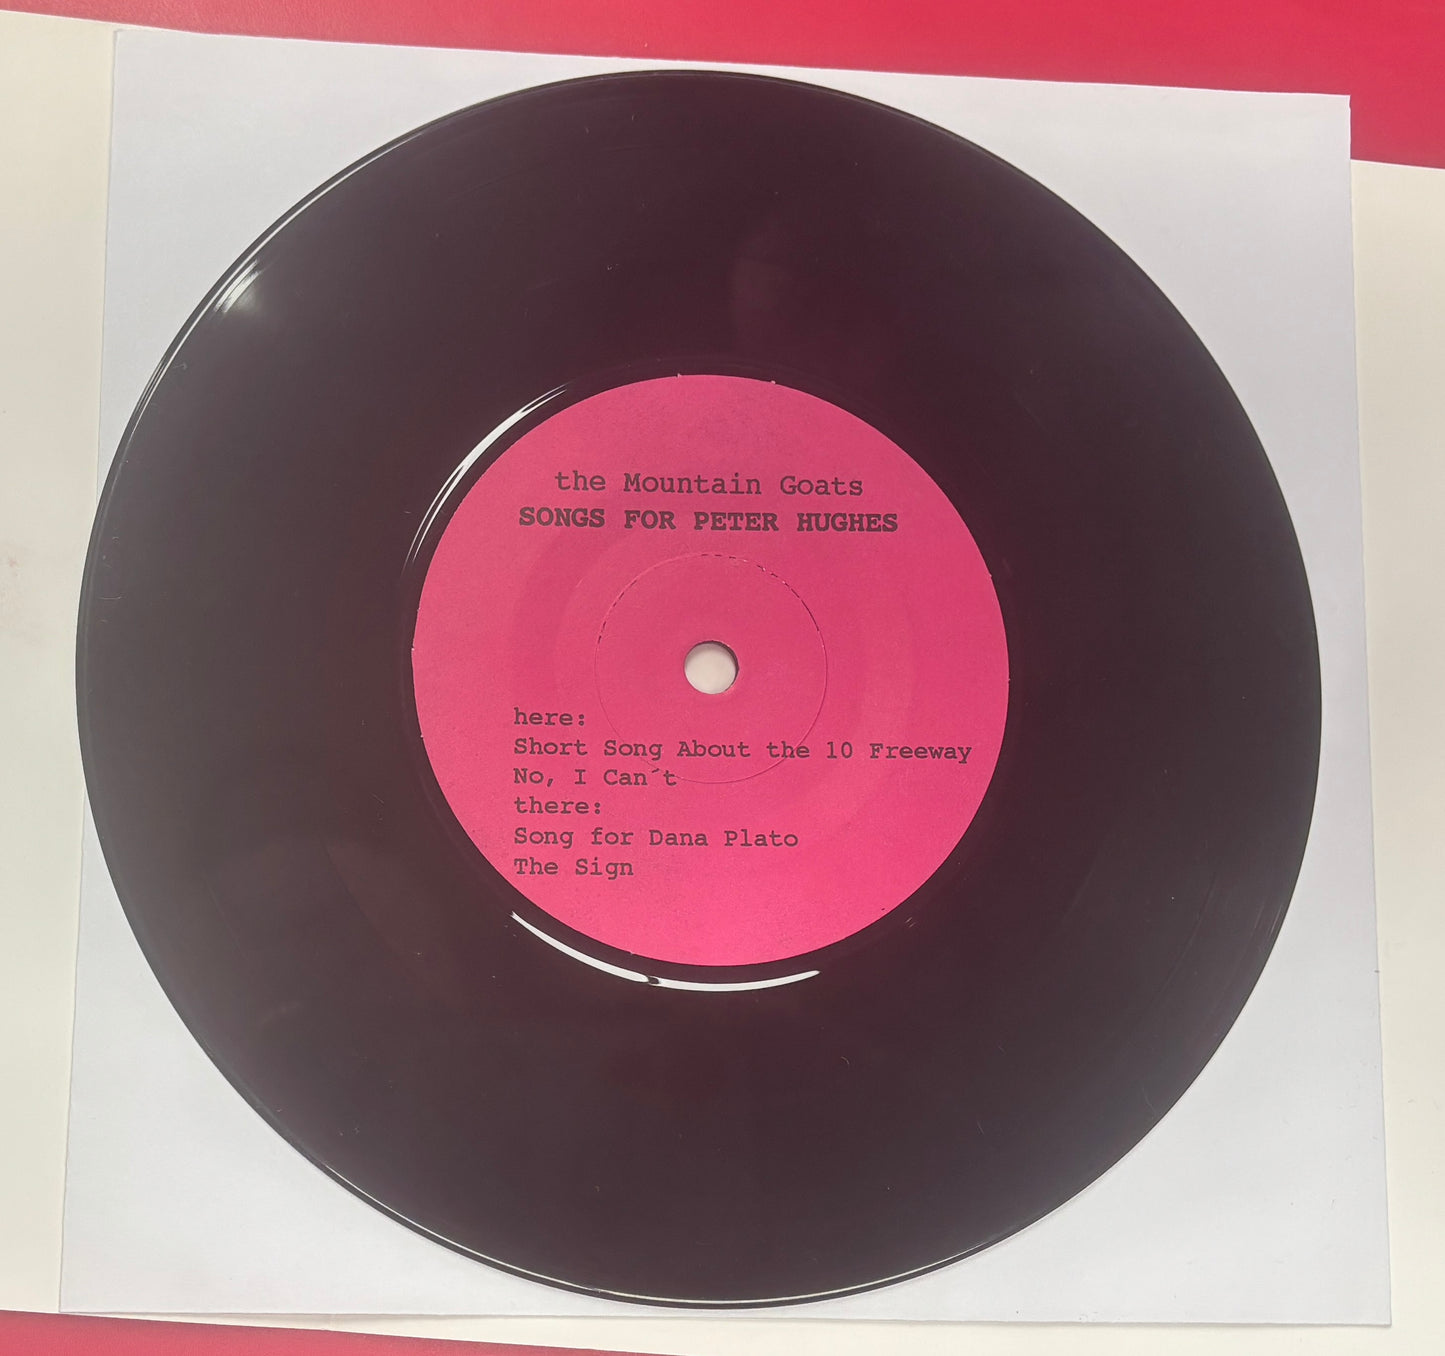 the Mountain Goats
SONGS FOR PETER HUGHES
here:
Short Song About the 10 Freeway
No, I Can´t
there:
Song for Dana Plato
The Sign